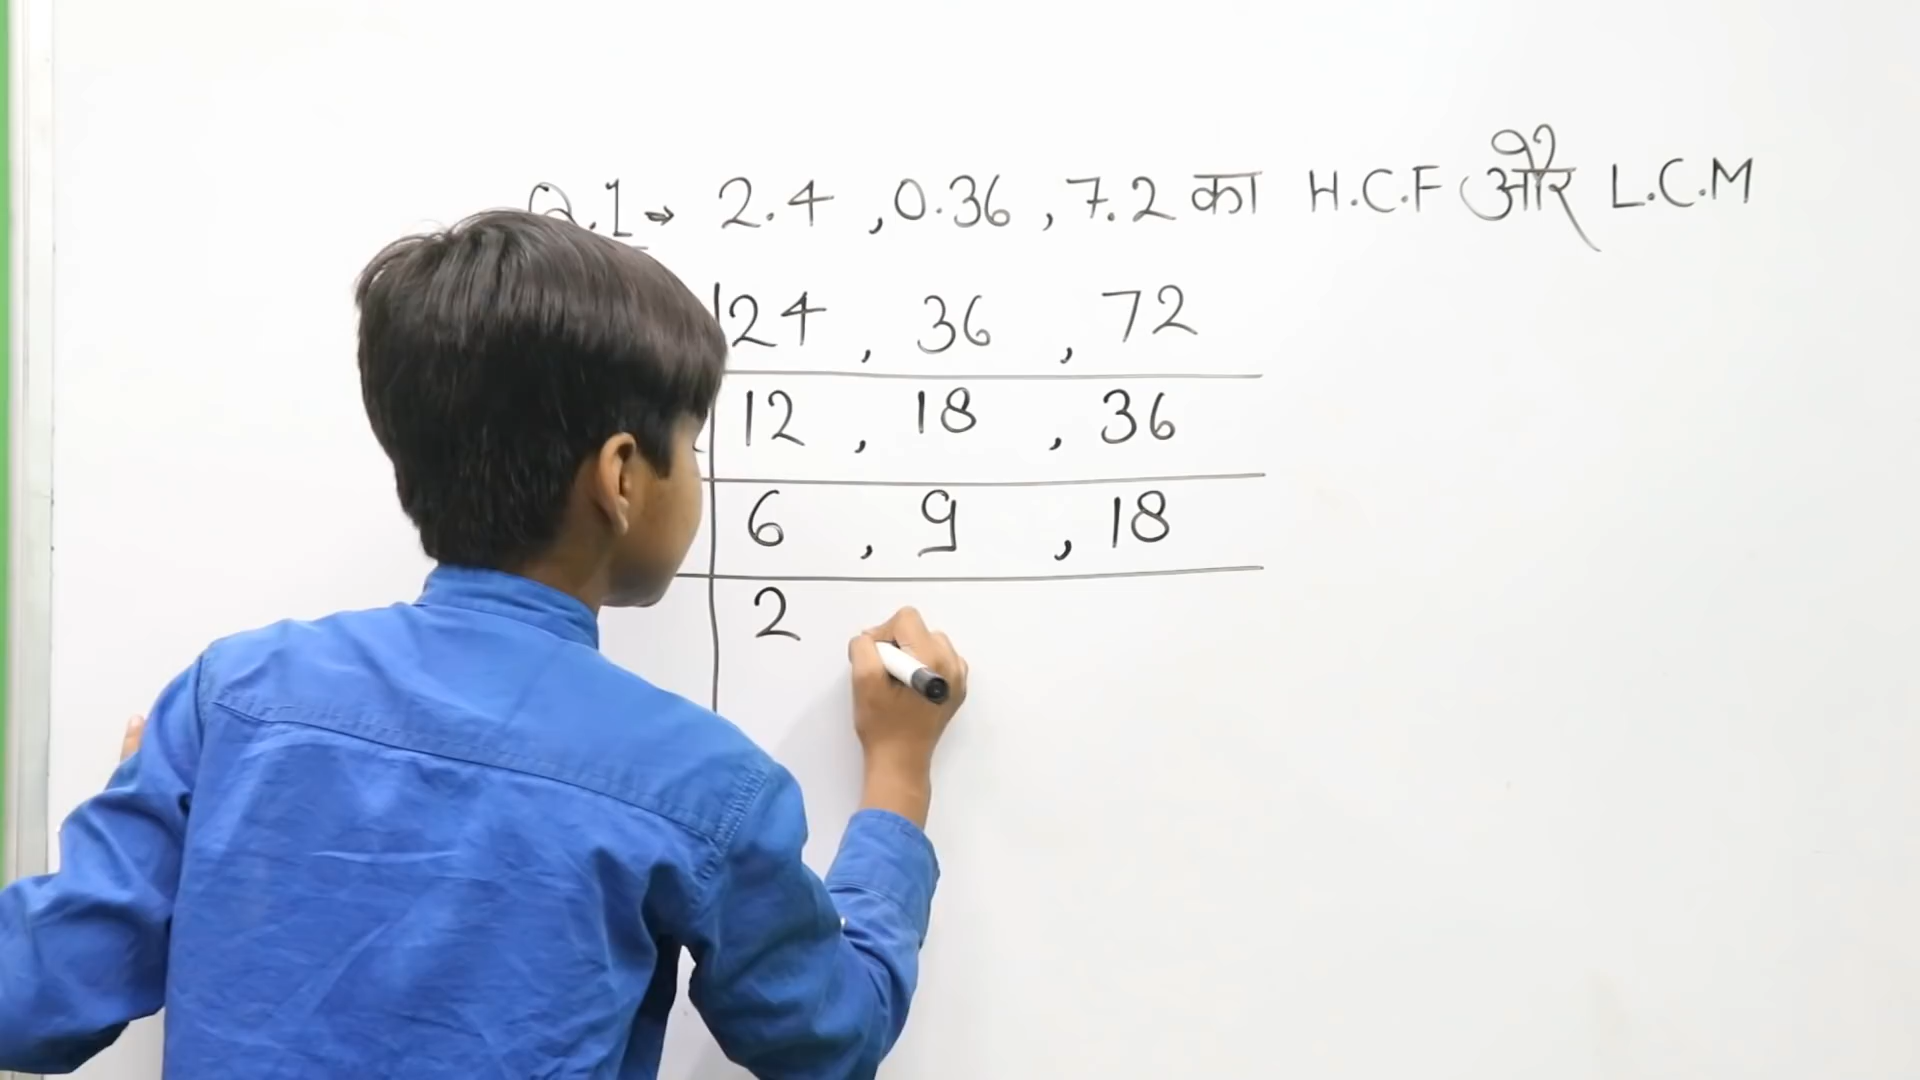 Q.1→ 2.4 , 0.36 , 7.2 का H.C.F और L.C.M
24 , 36 , 72
12 , 18 , 36
6 , 9 , 18
2